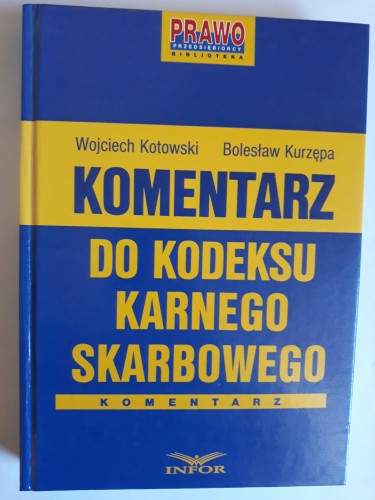 PRAWO
PRZEDSIĘBIORCY
BIBLIOTEKA
Wojciech Kotowski Bolesław Kurzępa
KOMENTARZ
DO KODEKSU
KARNEGO
SKARBOWEGO
KOMENTARZ
INFOR